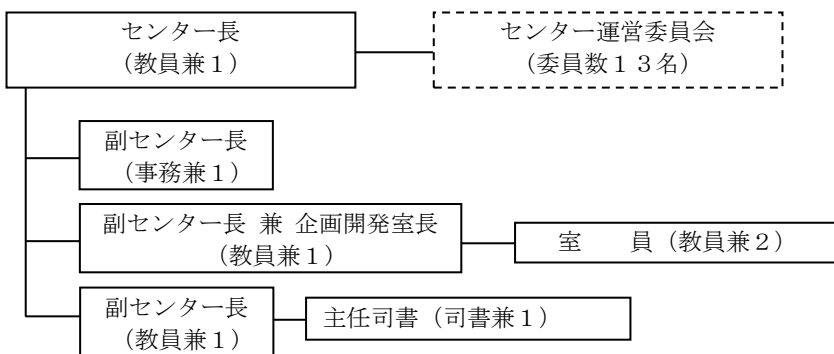 センター長
(教員兼1)
センター運営委員会
(委員数13名)
副センター長
(事務兼1)
副センター長 兼 企画開発室長
(教員兼1)
室　　員(教員兼2)
副センター長
(教員兼1)
主任司書(司書兼1)